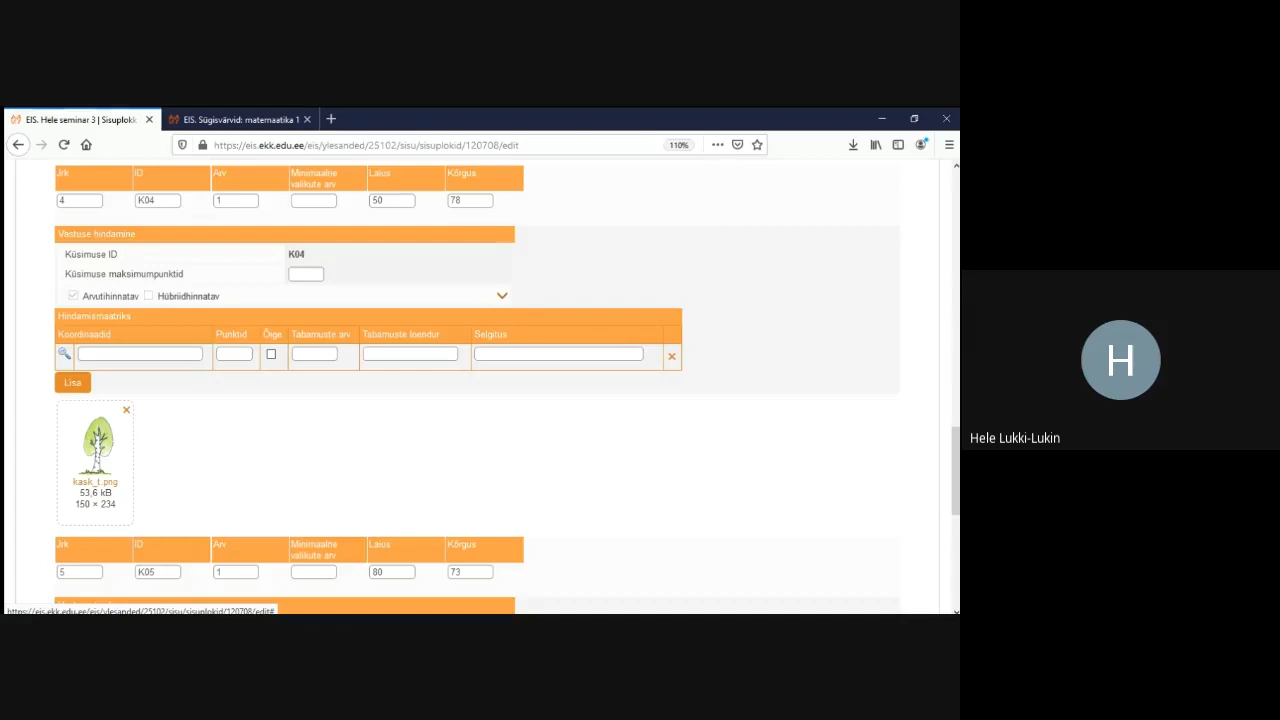 EIS. Hele seminar 3 | Sisuplokk
EIS. Sügisvärvid: matemaatika 1
https://eis.ekk.edu.ee/eis/ylesanded/25102/sisu/sisuplokid/120708/edit
110%
Jrk ID Arv Minimaalne valikute arv Laius Kõrgus
4 K04 1 50 78
Vastuse hindamine
Küsimuse ID K04
Küsimuse maksimumpunktid
Arvutihinnatav Hübriidhinnatav
Hindamismaatriks
Koordinaadid Punktid Õige Tabamuste arv Tabamuste loendur Selgitus
Lisa
kask_t.png
53,6 kB
150 × 234
Jrk ID Arv Minimaalne valikute arv Laius Kõrgus
5 K05 1 80 73
https://eis.ekk.edu.ee/eis/ylesanded/25102/sisu/sisuplokid/120708/edit#
H
Hele Lukki-Lukin